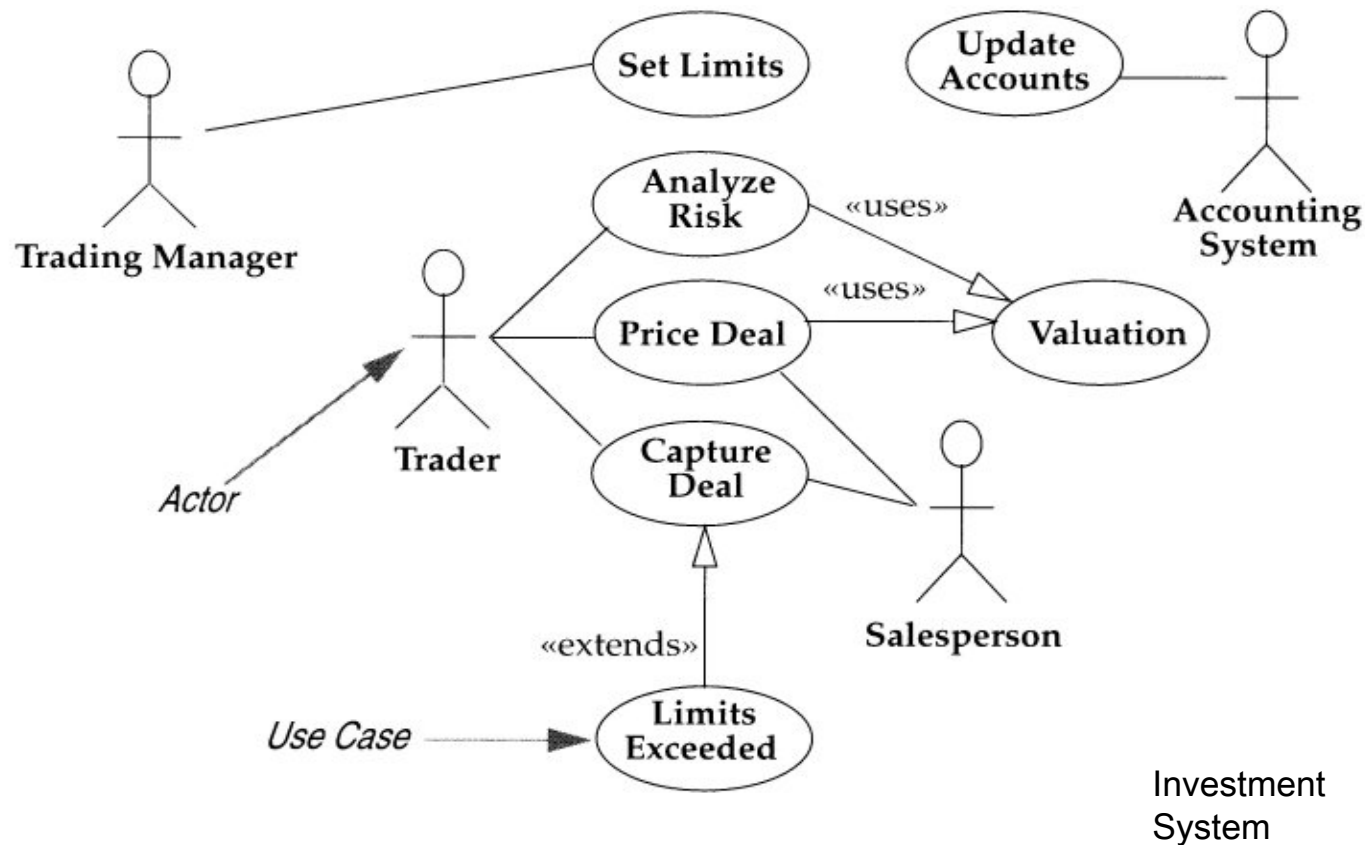 Set Limits
Update
Accounts
Trading Manager
Analyze
Risk
«uses»
Accounting
System
«uses»
Price Deal
Valuation
Trader
Capture
Deal
Actor
Salesperson
«extends»
Use Case
Limits
Exceeded
Investment
System